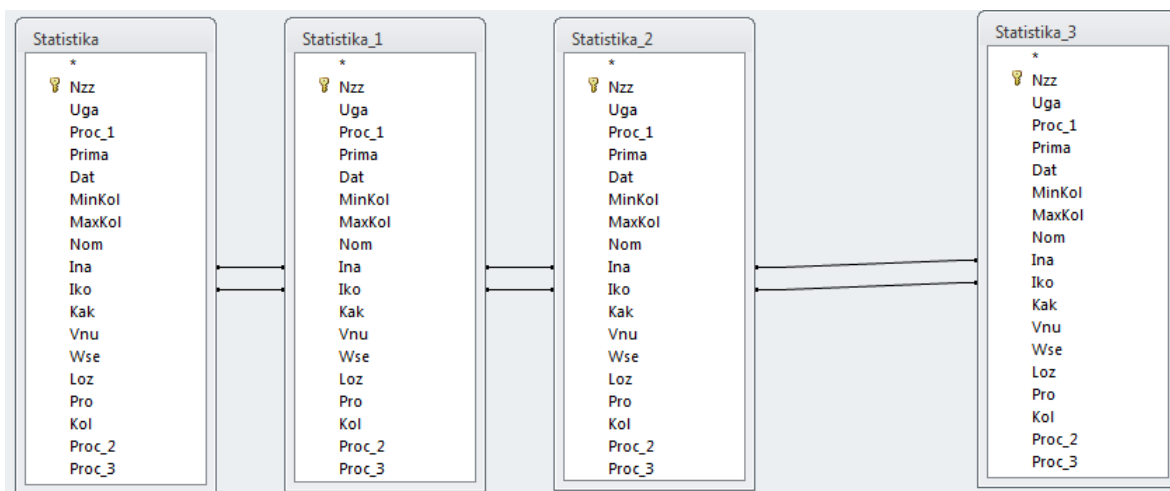 Statistika
*
Nzz
Uga
Proc_1
Prima
Dat
MinKol
MaxKol
Nom
Ina
Iko
Kak
Vnu
Wse
Loz
Pro
Kol
Proc_2
Proc_3
Statistika_1
*
Nzz
Uga
Proc_1
Prima
Dat
MinKol
MaxKol
Nom
Ina
Iko
Kak
Vnu
Wse
Loz
Pro
Kol
Proc_2
Proc_3
Statistika_2
*
Nzz
Uga
Proc_1
Prima
Dat
MinKol
MaxKol
Nom
Ina
Iko
Kak
Vnu
Wse
Loz
Pro
Kol
Proc_2
Proc_3
Statistika_3
*
Nzz
Uga
Proc_1
Prima
Dat
MinKol
MaxKol
Nom
Ina
Iko
Kak
Vnu
Wse
Loz
Pro
Kol
Proc_2
Proc_3